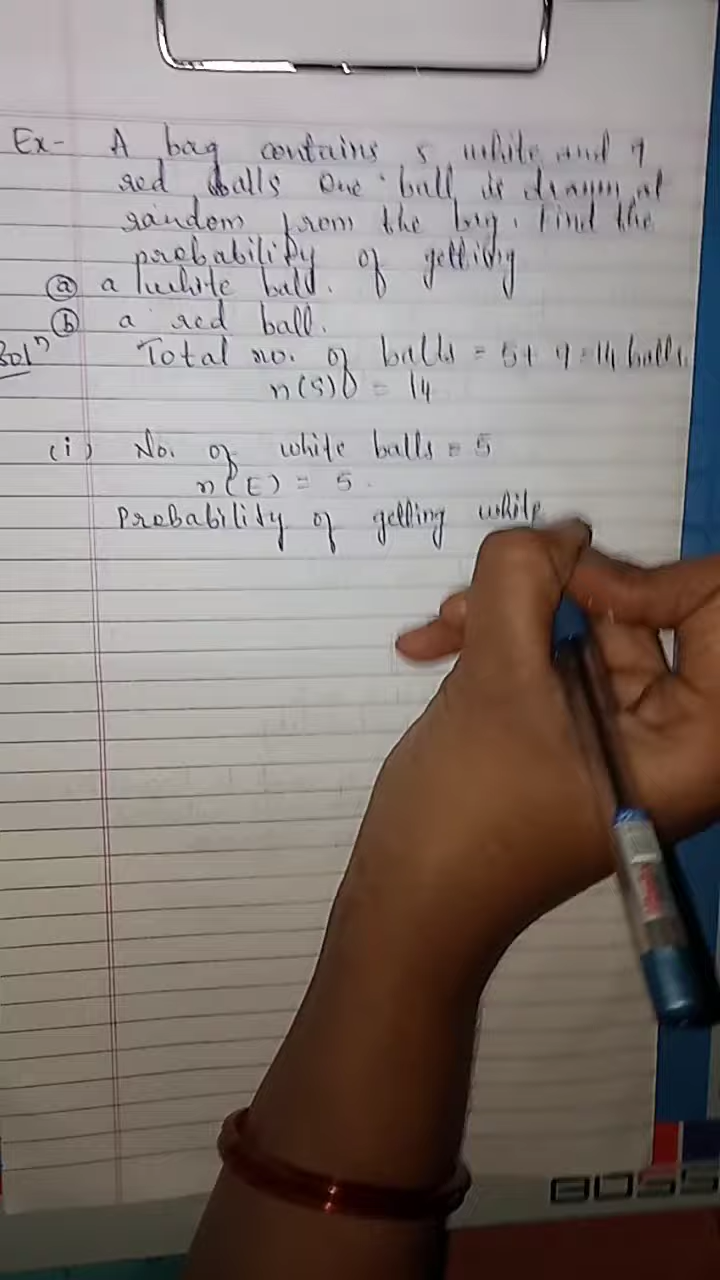 Ex- A bag contains 5 white and 9
red balls One ball is drawn at
random from the bag. Find the
probability of getting
(a) a white ball.
(b) a red ball.
Solⁿ Total no. of balls = 5+9=14 balls.
n(S) = 14
(i) No. of white balls = 5
n(E) = 5.
Probability of getting white
BOSS